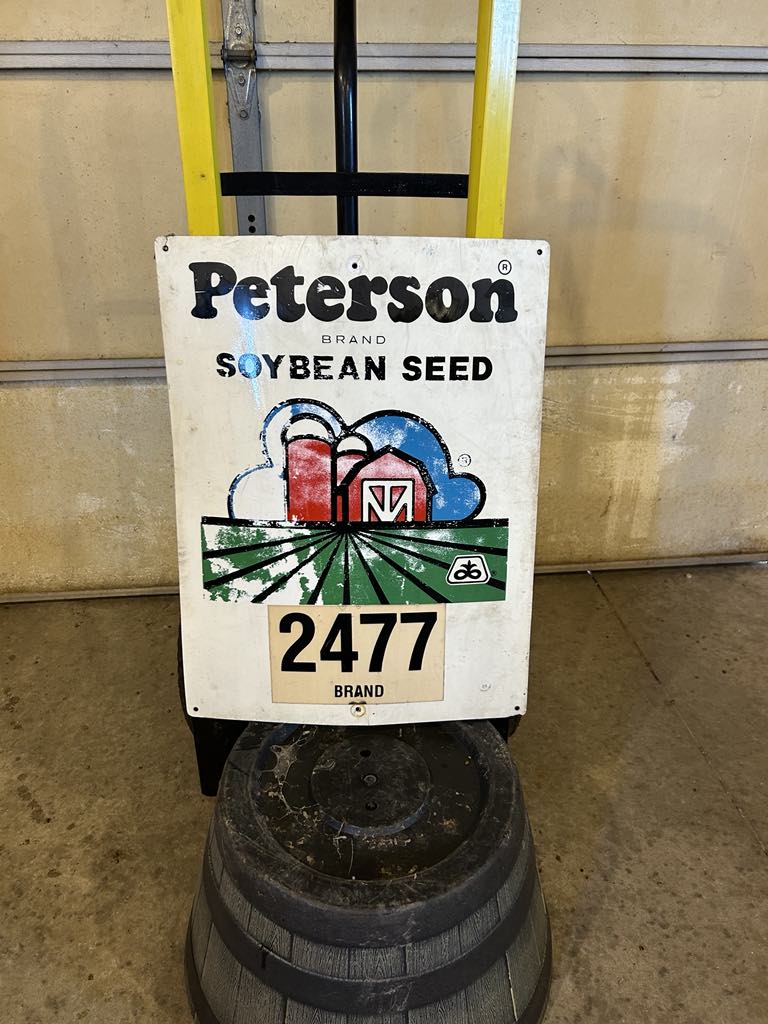 Peterson ®
BRAND
SOYBEAN SEED
®
®
2477
BRAND